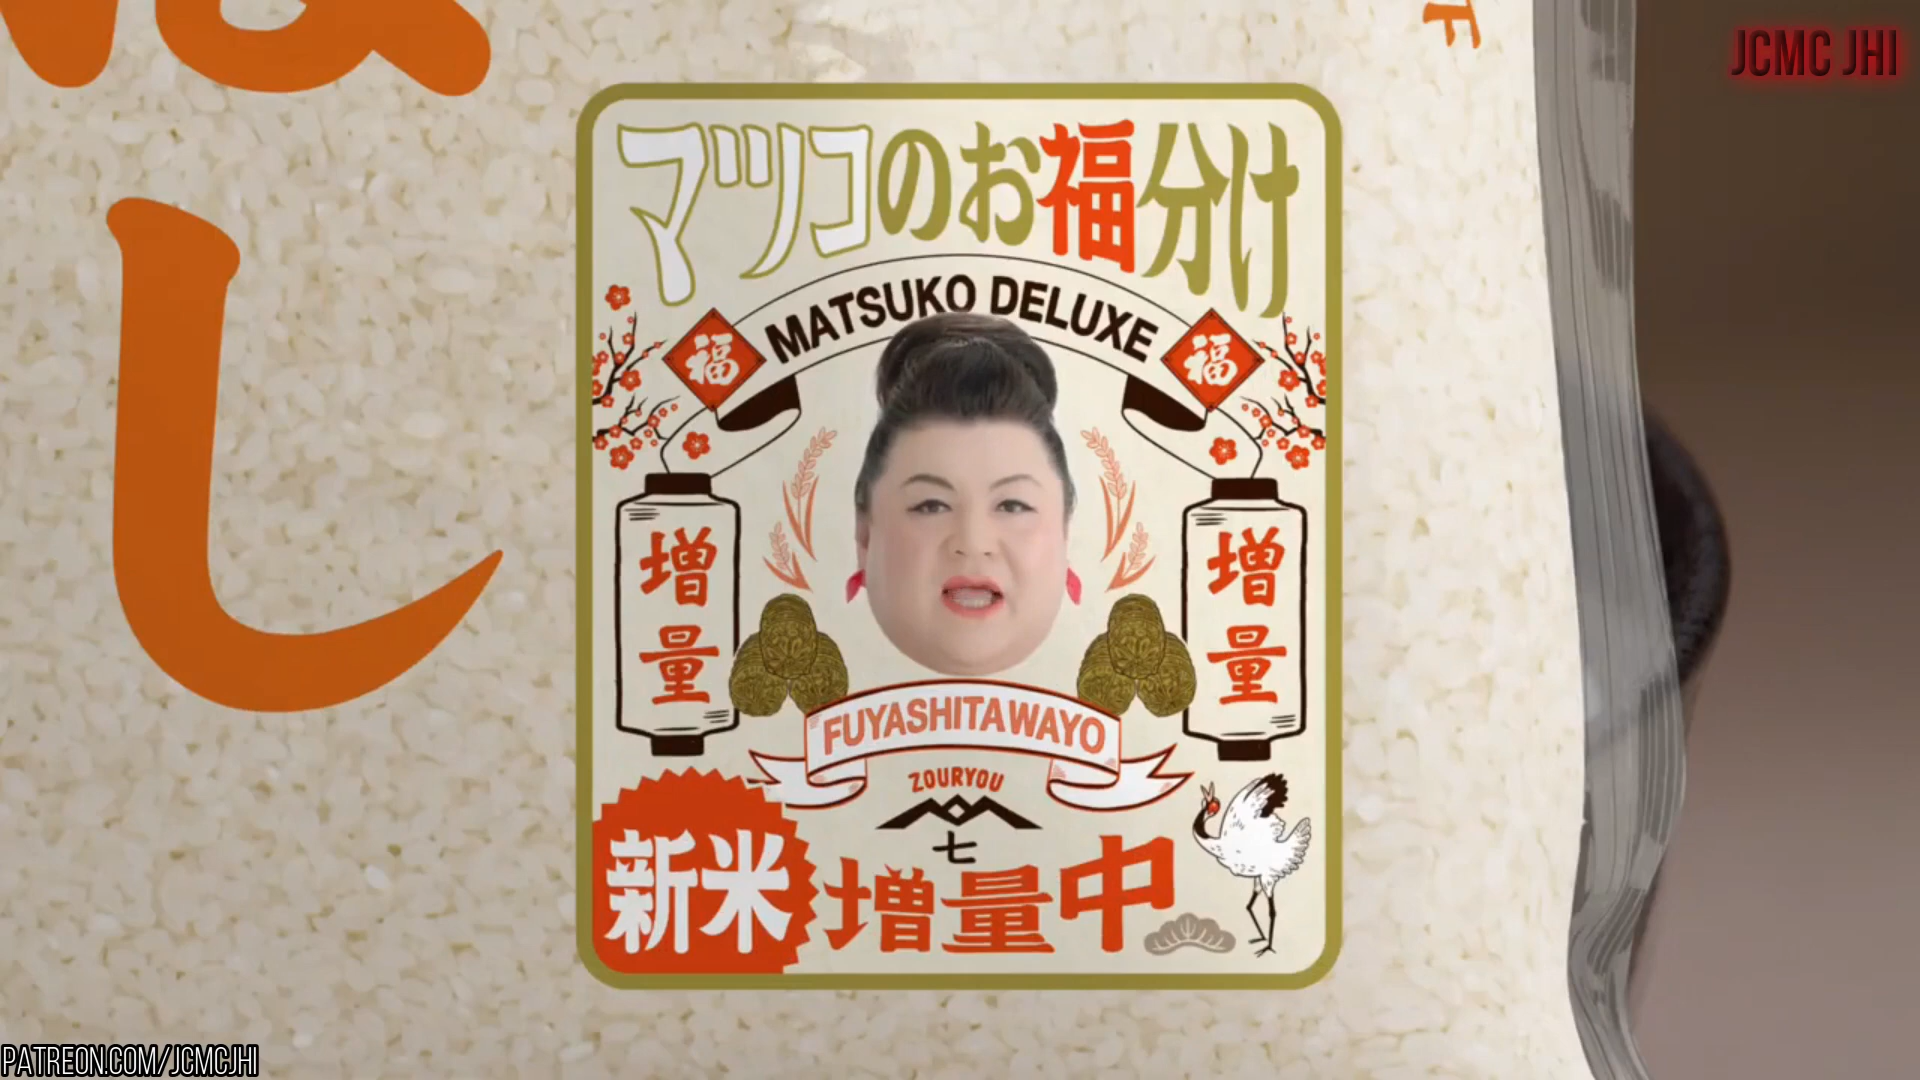 JCMC JHI
マツコのお福分け
MATSUKO DELUXE
福
福
増量
増量
FUYASHITAWAYO
ZOURYOU
七
新米
増量中
し
PATREON.COM/JCMCJHI